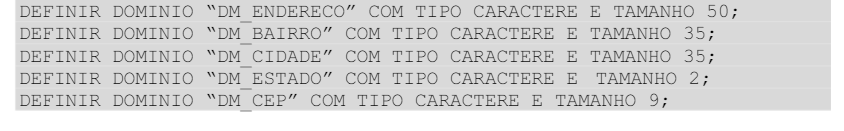 DEFINIR DOMINIO “DM_ENDERECO” COM TIPO CARACTERE E TAMANHO 50;
DEFINIR DOMINIO “DM_BAIRRO” COM TIPO CARACTERE E TAMANHO 35;
DEFINIR DOMINIO “DM_CIDADE” COM TIPO CARACTERE E TAMANHO 35;
DEFINIR DOMINIO “DM_ESTADO” COM TIPO CARACTERE E TAMANHO 2;
DEFINIR DOMINIO “DM_CEP” COM TIPO CARACTERE E TAMANHO 9;